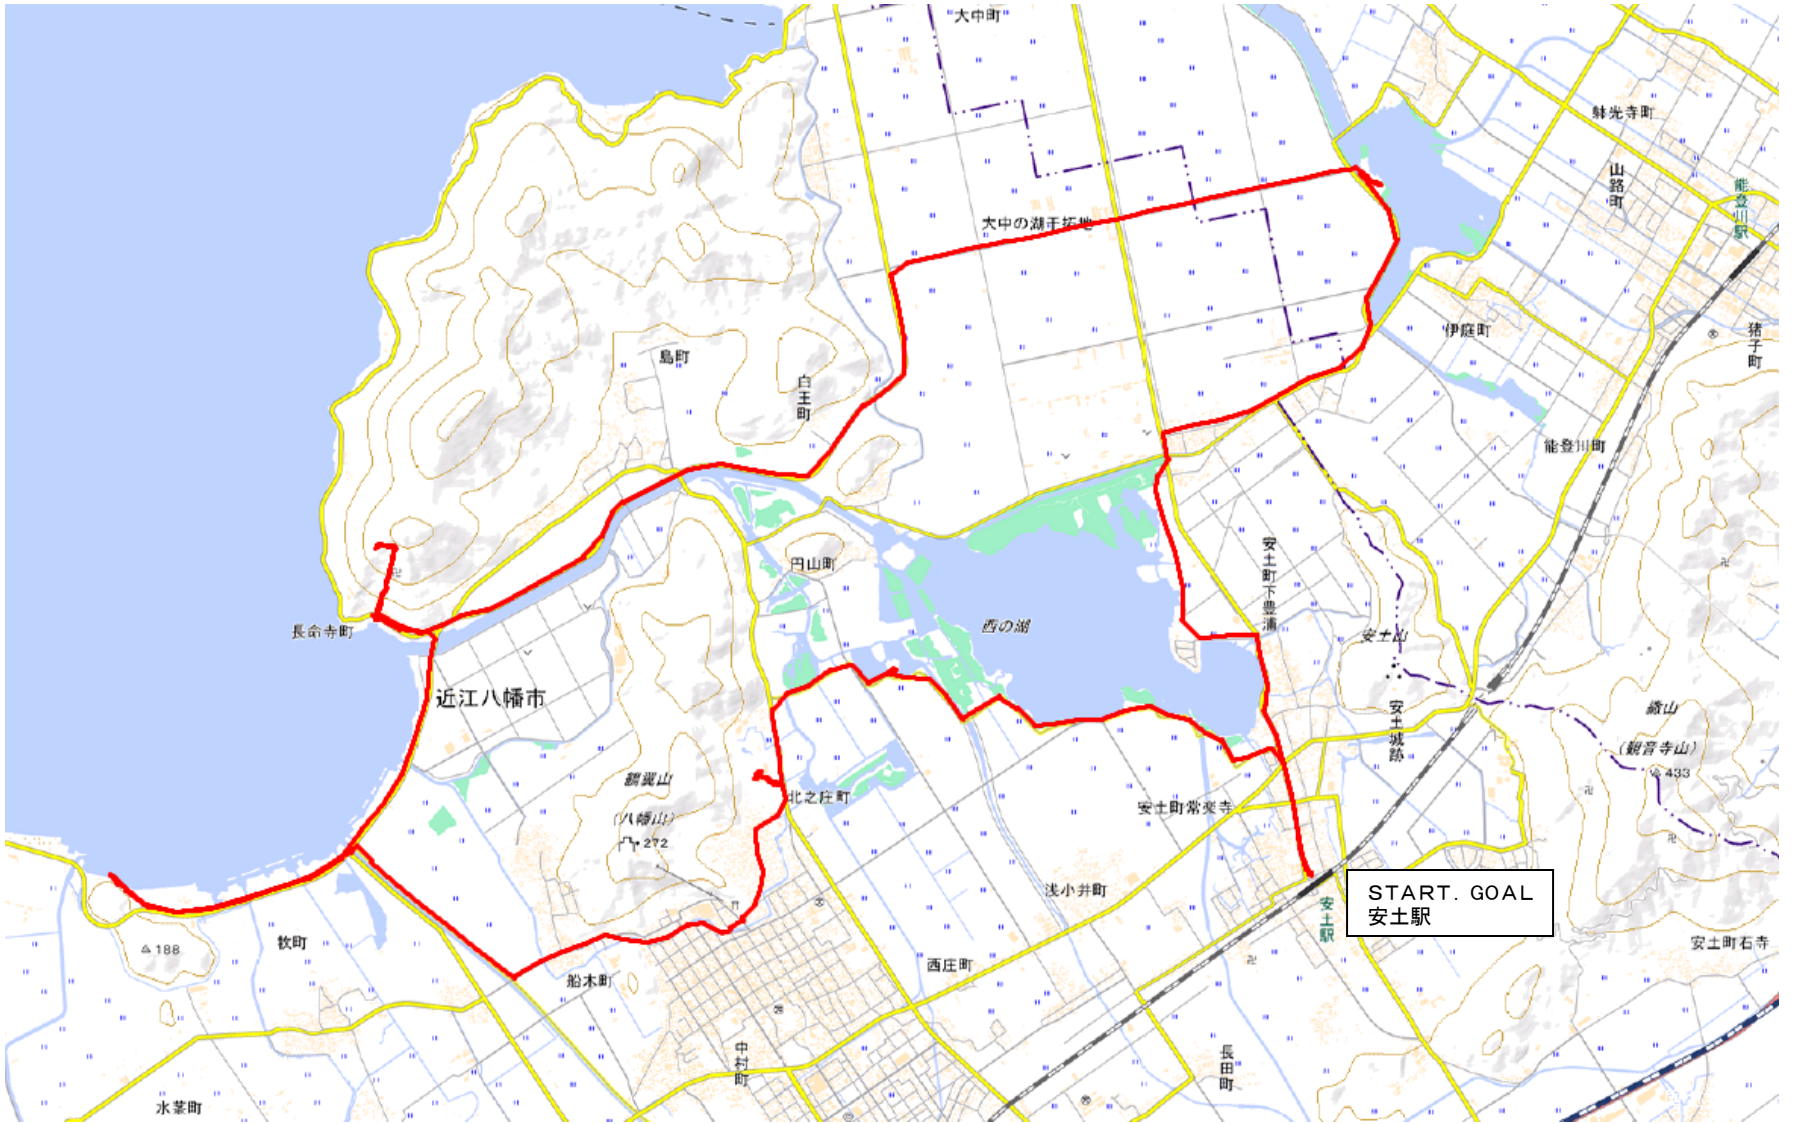 大中町
躰光寺町
山路町
能登川駅
大中の湖干拓地
伊庭町
猪子町
島町
白王町
能登川町
円山町
安土町下豊浦
西の湖
安土山
長命寺町
近江八幡市
安土城跡
繖山
(観音寺山)
433
鶴翼山
(八幡山)
272
北之庄町
安土町常楽寺
浅小井町
START. GOAL
安土駅
安土駅
188
牧町
船木町
西庄町
安土町石寺
中村町
長田町
水茎町